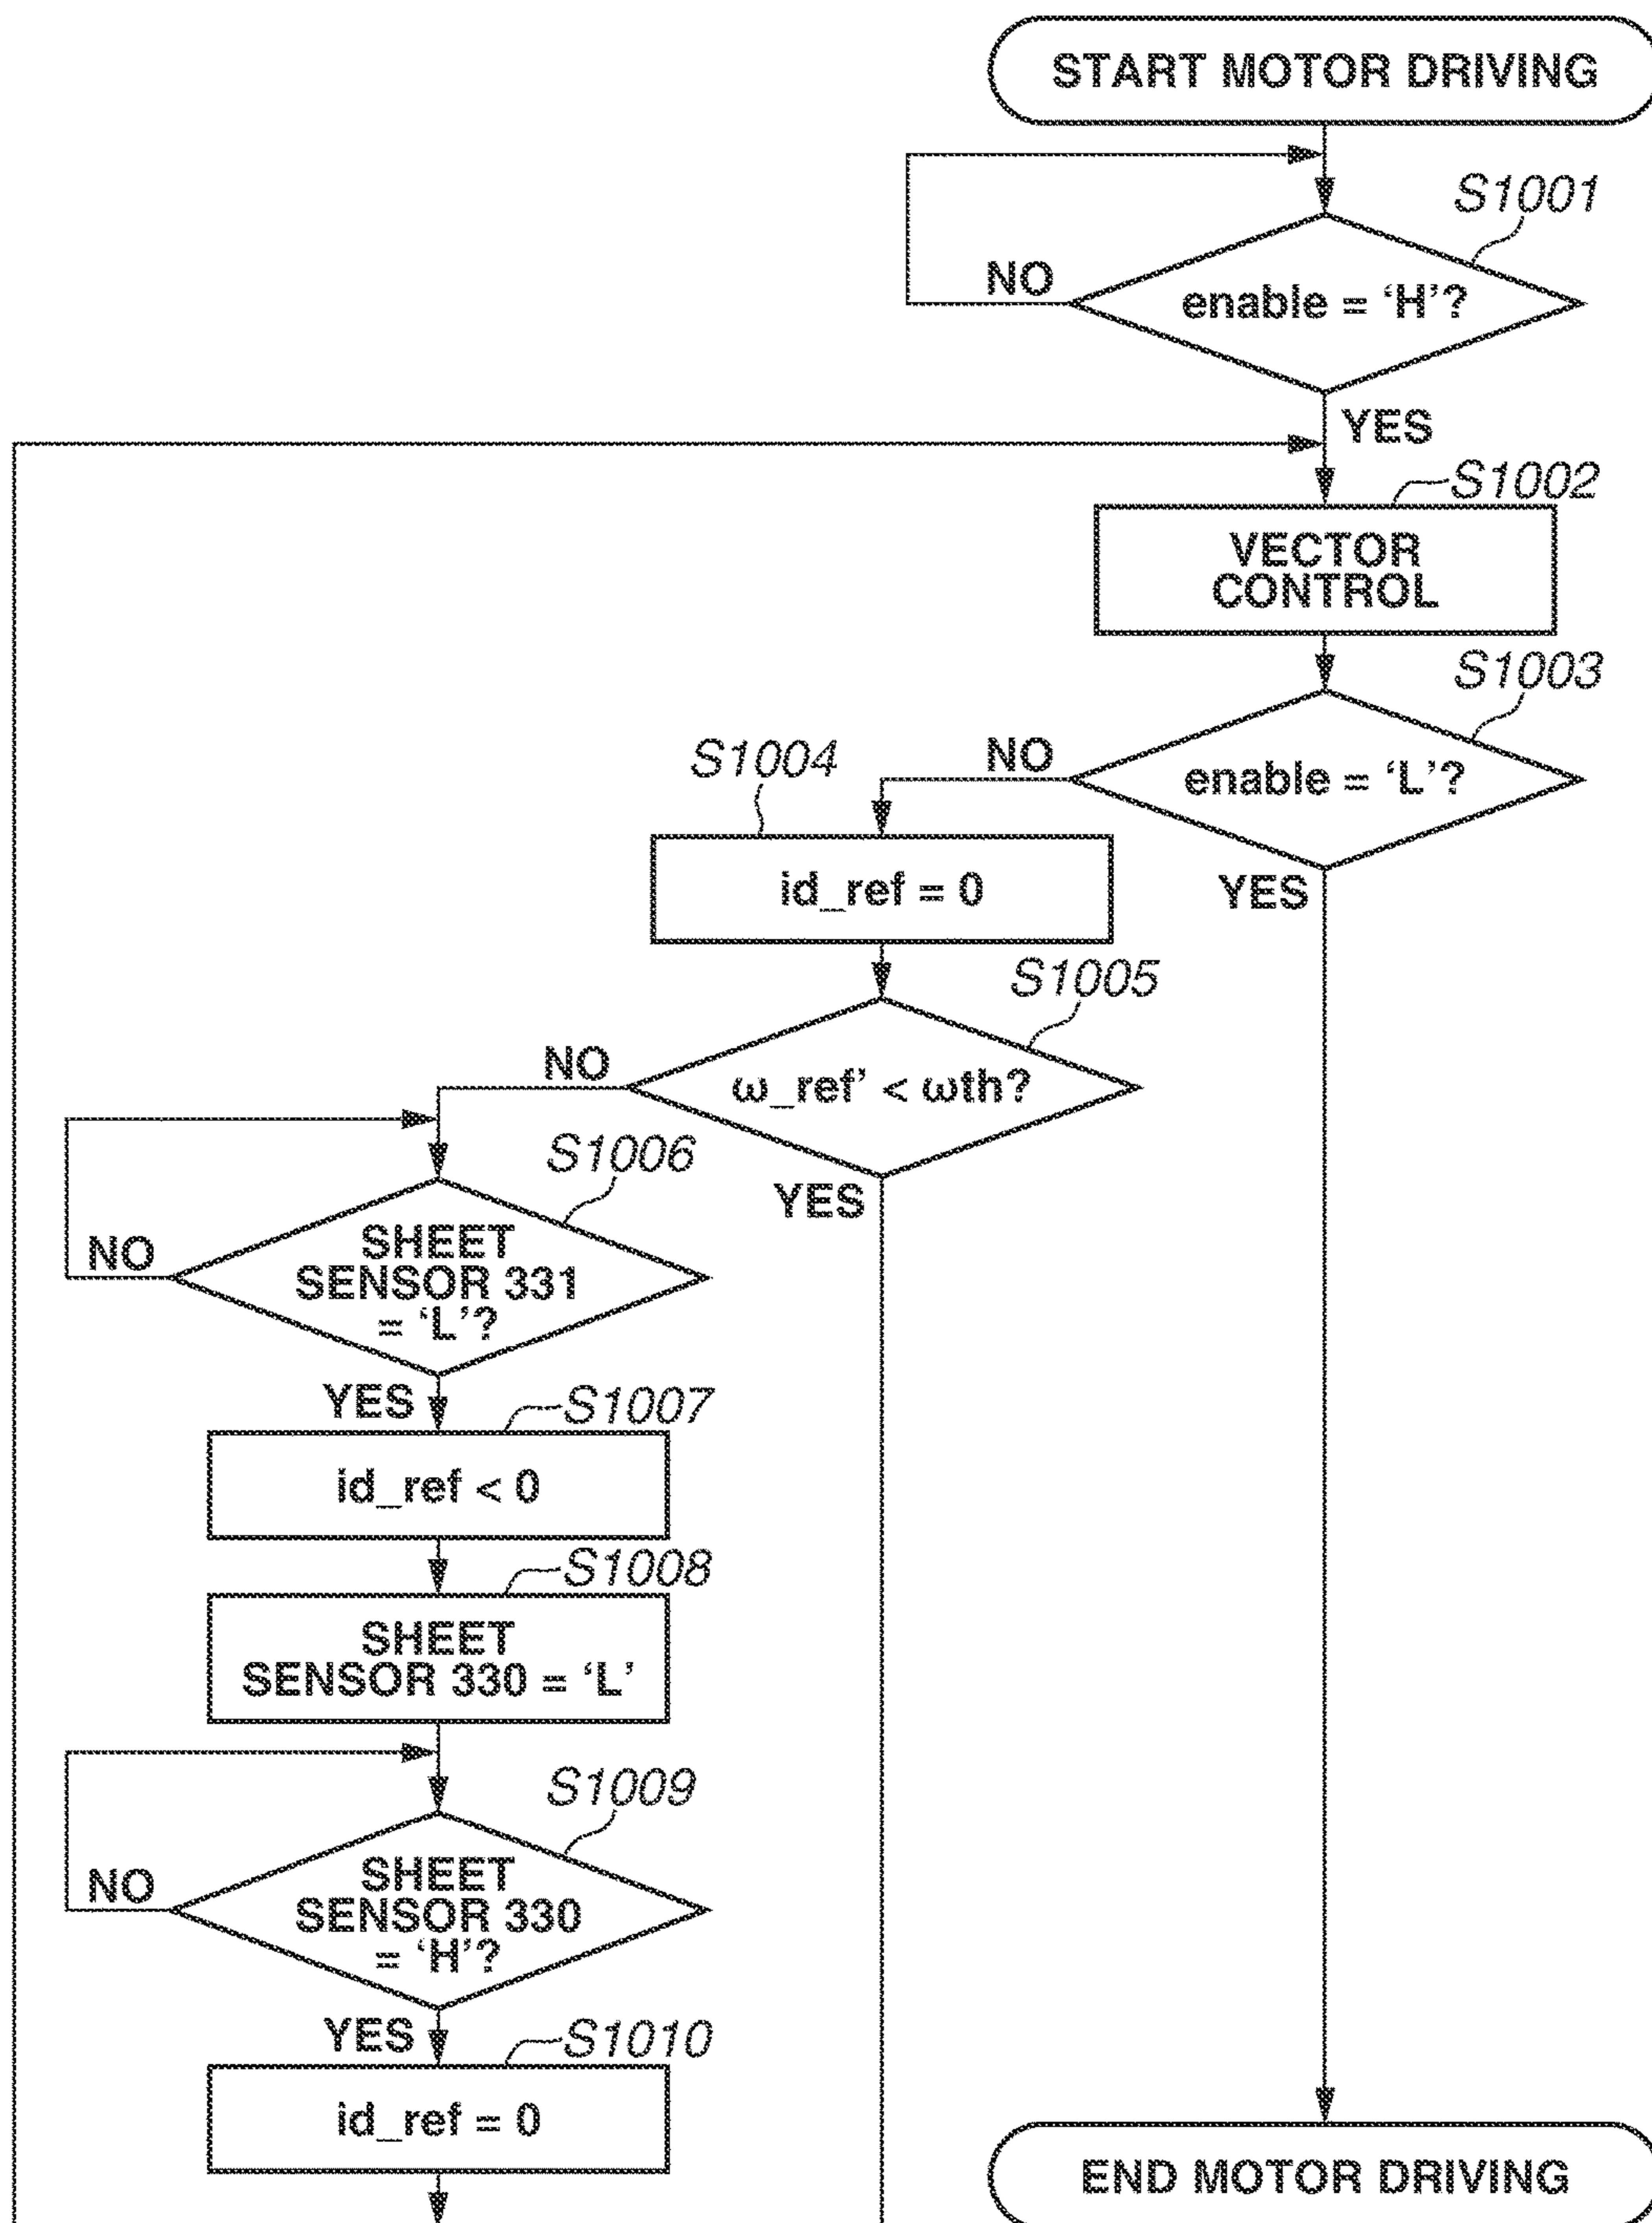 START MOTOR DRIVING
S1001
NO
enable = ‘H’?
YES
S1002
VECTOR
CONTROL
S1003
NO
enable = ‘L’?
YES
S1004
id_ref = 0
S1005
NO
ω_ref’ < ωth?
YES
S1006
NO
SHEET
SENSOR 331
= ‘L’?
YES
S1007
id_ref < 0
S1008
SHEET
SENSOR 330 = ‘L’
S1009
NO
SHEET
SENSOR 330
= ‘H’?
YES
S1010
id_ref = 0
END MOTOR DRIVING